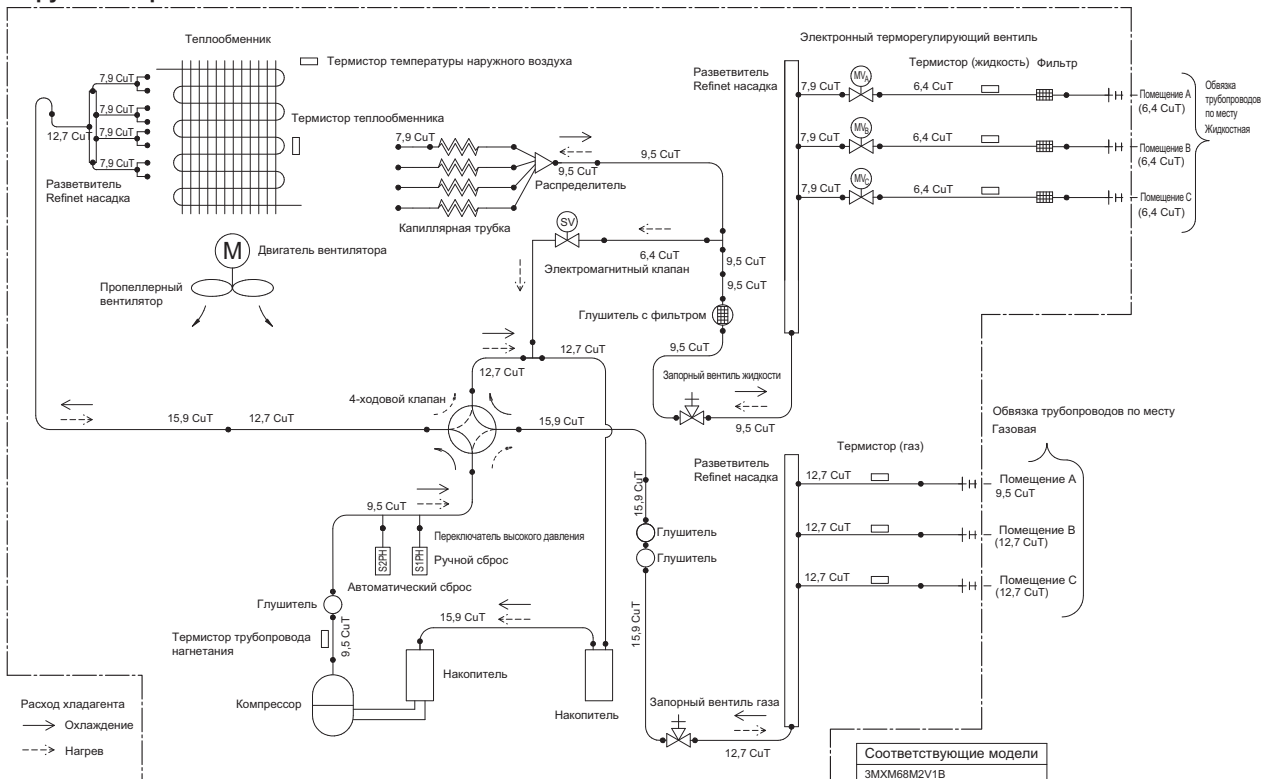 Теплообменник
Термистор температуры наружного воздуха
7,9 CuT
7,9 CuT
7,9 CuT
7,9 CuT
12,7 CuT
Разветвитель
Refinet насадка
Термистор теплообменника
7,9 CuT
Капиллярная трубка
9,5 CuT
Распределитель
9,5 CuT
M
Двигатель вентилятора
Пропеллерный
вентилятор
SV
6,4 CuT
Электромагнитный клапан
9,5 CuT
9,5 CuT
Глушитель с фильтром
9,5 CuT
Запорный вентиль жидкости
9,5 CuT
Электронный терморегулирующий вентиль
Разветвитель
Refinet насадка
Термистор (жидкость)
Фильтр
7,9 CuT
MVA
6,4 CuT
Помещение A
(6,4 CuT)
7,9 CuT
MVB
6,4 CuT
Помещение B
(6,4 CuT)
7,9 CuT
MVC
6,4 CuT
Помещение C
(6,4 CuT)
Обвязка
трубопроводов
по месту
Жидкостная
12,7 CuT
12,7 CuT
4-ходовой клапан
15,9 CuT
12,7 CuT
15,9 CuT
9,5 CuT
S2PH
S1PH
Переключатель высокого давления
Ручной сброс
Автоматический сброс
Глушитель
Термистор трубопровода
нагнетания
9,5 CuT
Компрессор
15,9 CuT
Накопитель
Накопитель
15,9 CuT
Глушитель
Глушитель
15,9 CuT
Запорный вентиль газа
12,7 CuT
Разветвитель
Refinet насадка
Термистор (газ)
Обвязка трубопроводов по месту
Газовая
12,7 CuT
Помещение A
9,5 CuT
12,7 CuT
Помещение B
(12,7 CuT)
12,7 CuT
Помещение C
(12,7 CuT)
Расход хладагента
Охлаждение
Нагрев
Соответствующие модели
3MXM68M2V1B